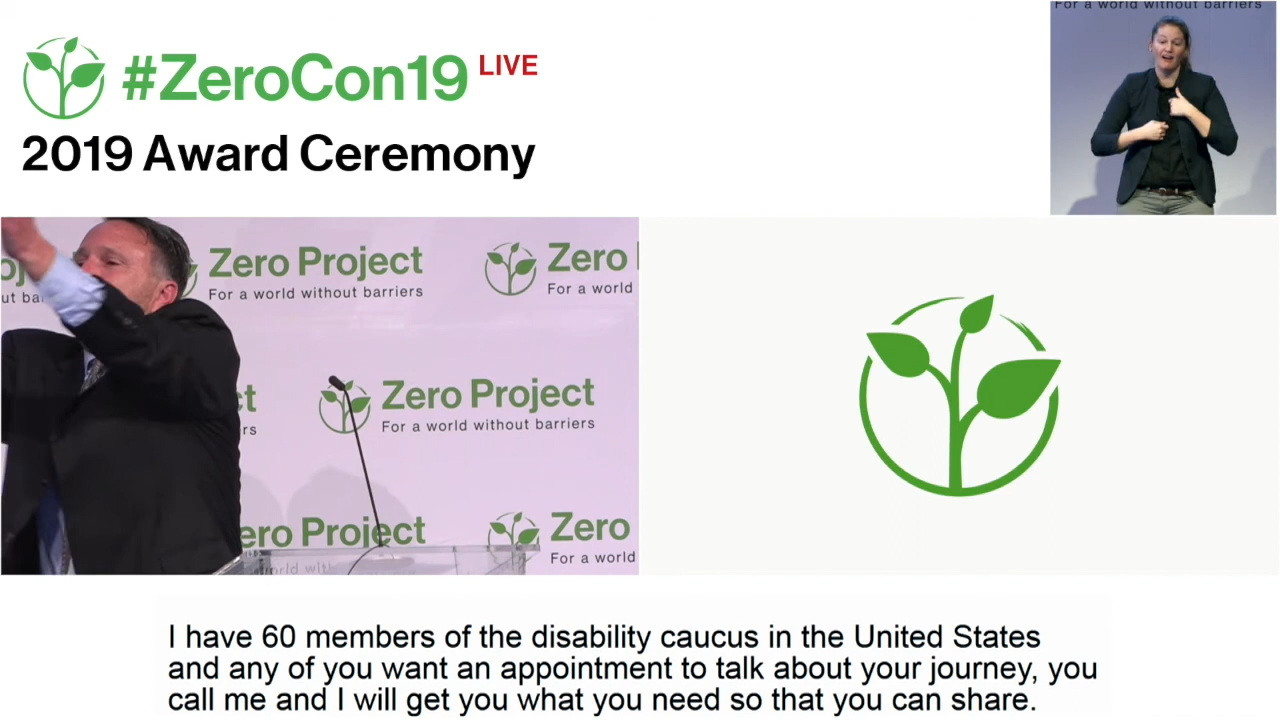 #ZeroCon19 LIVE
2019 Award Ceremony
For a world without barriers
Zero Project
For a world without barriers
Zero
For a world
Zero Project
For a world without barriers
ero Project
Zero
For a world
I have 60 members of the disability caucus in the United States
and any of you want an appointment to talk about your journey, you
call me and I will get you what you need so that you can share.